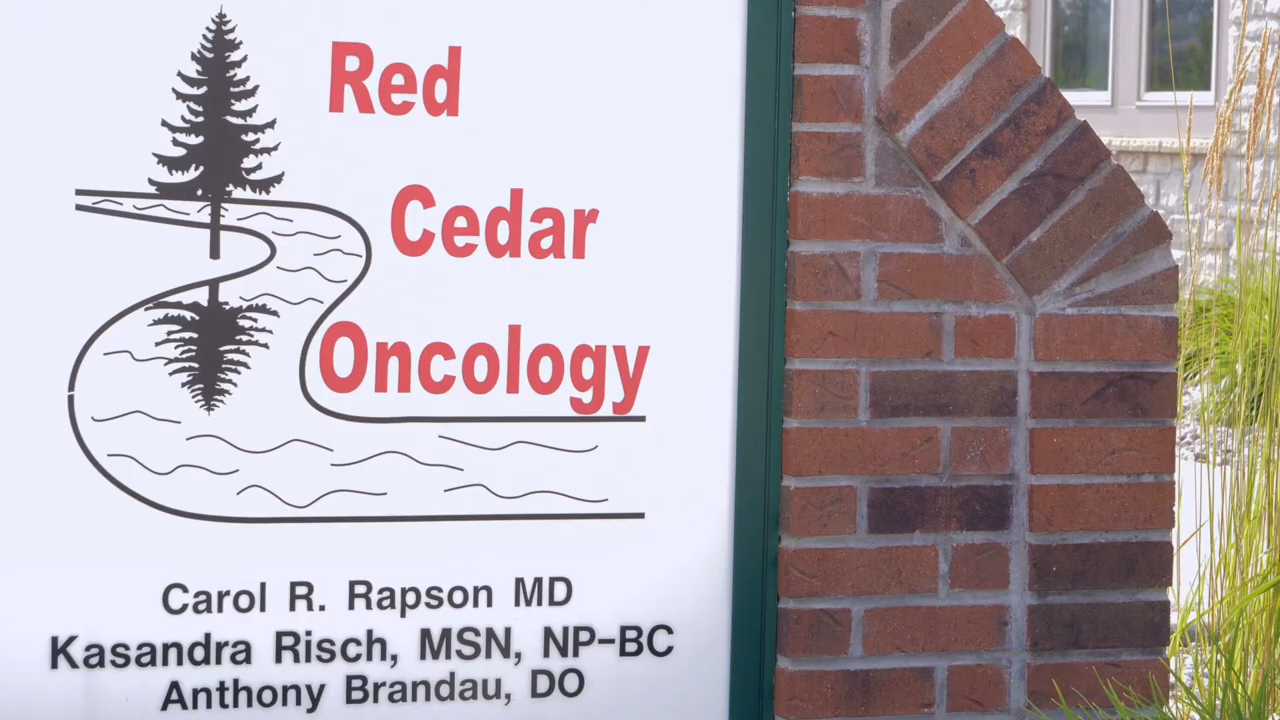 Red
Cedar
Oncology
Carol R. Rapson MD
Kasandra Risch, MSN, NP-BC
Anthony Brandau, DO